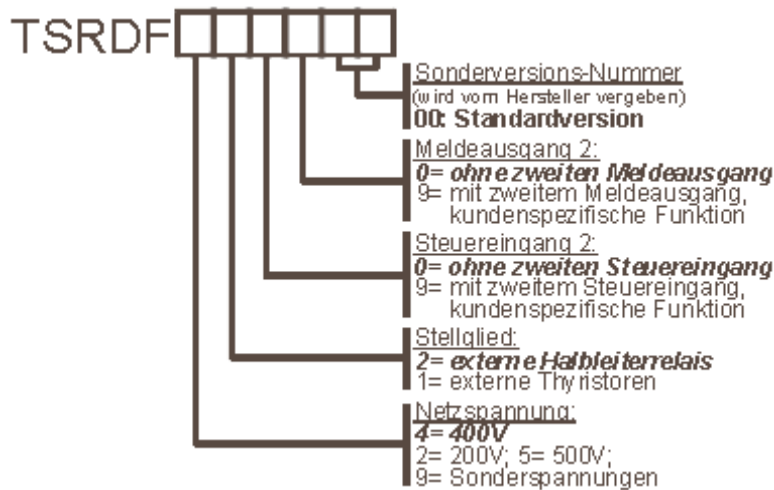 TSRDF
Sonderversions-Nummer
(wird vom Hersteller vergeben)
00: Standardversion
Meldeausgang 2:
0= ohne zweiten Meldeausgang
9= mit zweitem Meldeausgang,
kundenspezifische Funktion
Steuereingang 2:
0= ohne zweiten Steuereingang
9= mit zweitem Steuereingang,
kundenspezifische Funktion
Stellglied:
2= externe Halbleiterrelais
1= externe Thyristoren
Netzspannung:
4= 400V
2= 200V; 5= 500V;
9= Sonderspannungen